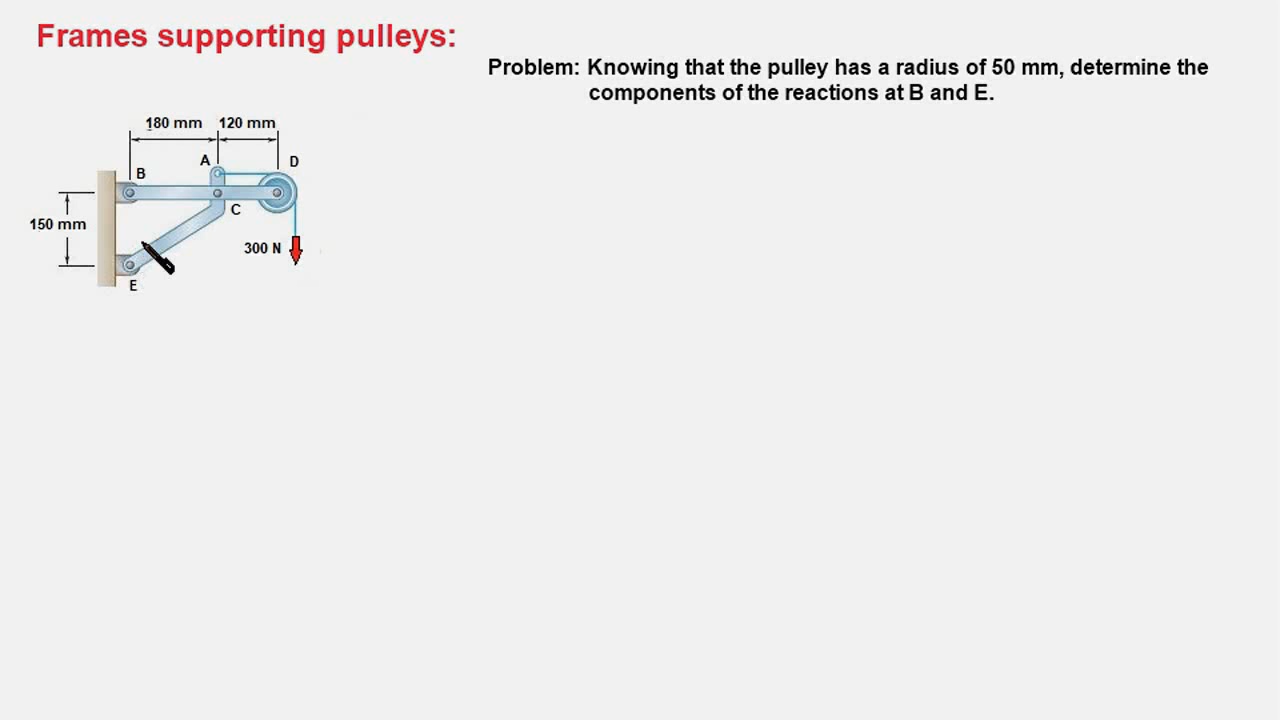 Frames supporting pulleys:
Problem: Knowing that the pulley has a radius of 50 mm, determine the
components of the reactions at B and E.
180 mm 120 mm
A D
B
C
150 mm
300 N
E